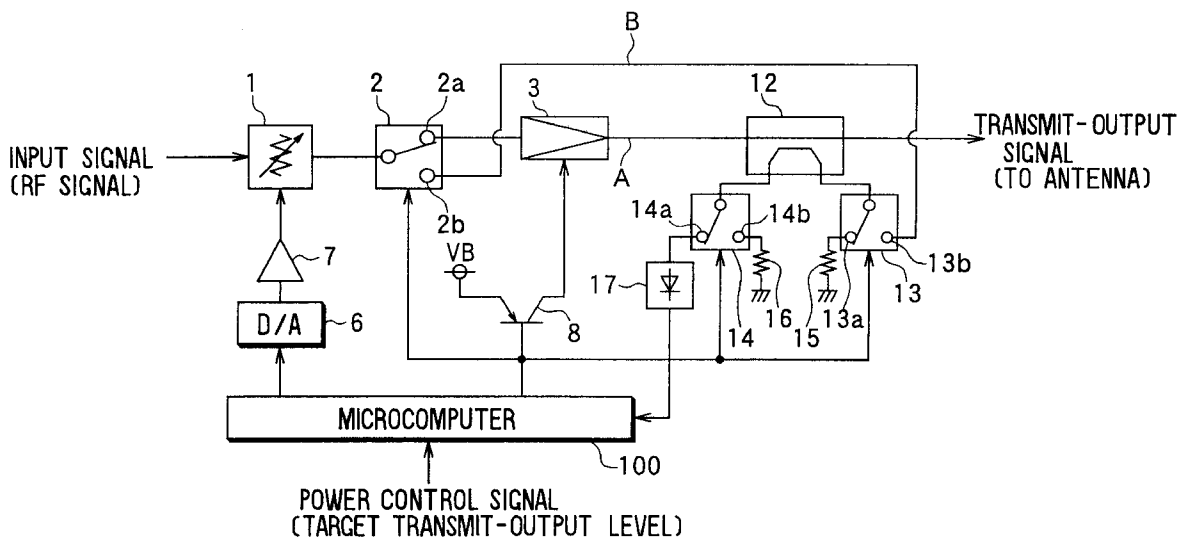 B
1
2
2a
3
12
INPUT SIGNAL
(RF SIGNAL)
TRANSMIT-OUTPUT
SIGNAL
(TO ANTENNA)
A
2b
14a
14b
7
VB
17
13b
D/A
6
8
14
16
15
13a
13
MICROCOMPUTER
100
POWER CONTROL SIGNAL
(TARGET TRANSMIT-OUTPUT LEVEL)